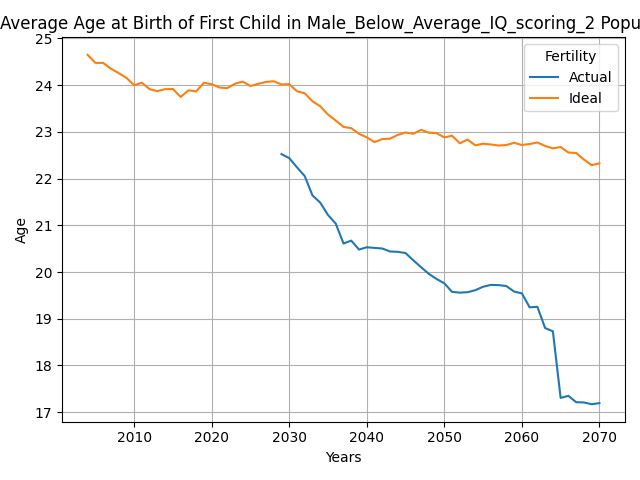 Average Age at Birth of First Child in Male_Below_Average_IQ_scoring_2 Popu
25
24
23
22
21
20
19
18
17
Age
Fertility
Actual
Ideal
2010 2020 2030 2040 2050 2060 2070
Years